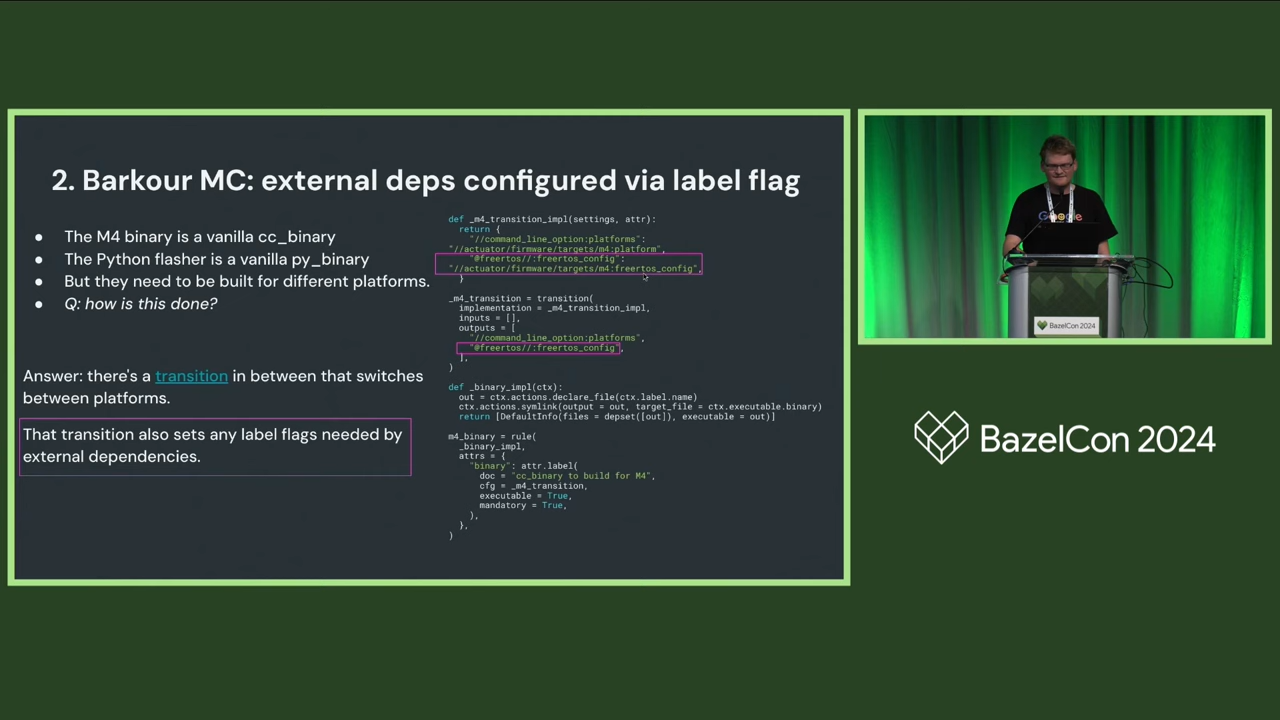 2. Barkour MC: external deps configured via label flag
● The M4 binary is a vanilla cc_binary
● The Python flasher is a vanilla py_binary
● But they need to be built for different platforms.
● Q: how is this done?
Answer: there's a transition in between that switches
between platforms.
That transition also sets any label flags needed by
external dependencies.
def _m4_transition_impl(settings, attr):
return {
"//command_line_option:platforms":
"//actuator/firmware/targets/m4:platform",
"@freertos//:freertos_config":
"//actuator/firmware/targets/m4:freertos_config",
}
_m4_transition = transition(
implementation = _m4_transition_impl,
inputs = [],
outputs = [
"//command_line_option:platforms",
"@freertos//:freertos_config",
],
)
def _binary_impl(ctx):
out = ctx.actions.declare_file(ctx.label.name)
ctx.actions.symlink(output = out, target_file = ctx.executable.binary)
return [DefaultInfo(files = depset([out]), executable = out)]
m4_binary = rule(
_binary_impl,
attrs = {
"binary": attr.label(
doc = "cc_binary to build for M4",
cfg = _m4_transition,
executable = True,
mandatory = True,
),
},
)
Google
BazelCon 2024
BazelCon 2024